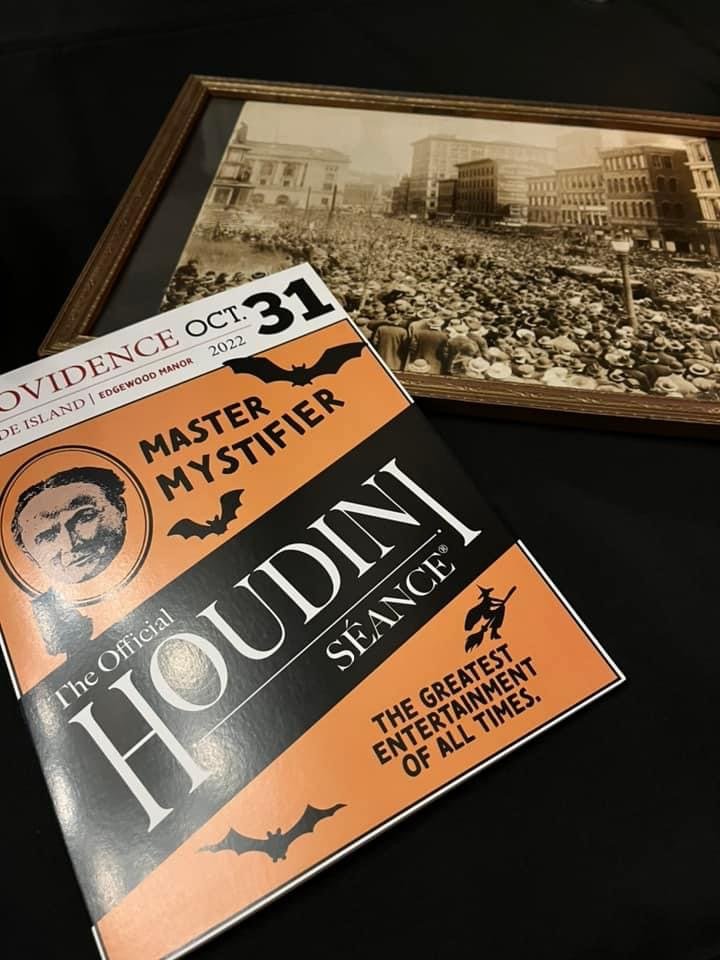 OVIDENCE OCT. 31
DE ISLAND | EDGEWOOD MANOR 2022
MASTER
MYSTIFIER
The Official
HOUDINI
SÉANCE®
THE GREATEST
ENTERTAINMENT
OF ALL TIMES.